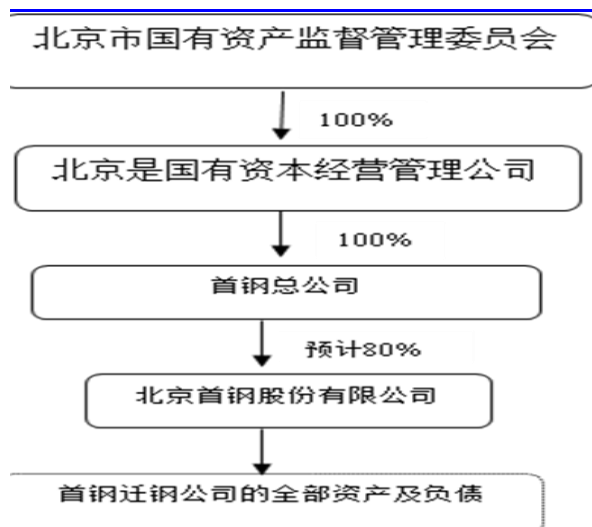 北京市国有资产监督管理委员会
100%
北京是国有资本经营管理公司
100%
首钢总公司
预计80%
北京首钢股份有限公司
首钢迁钢公司的全部资产及负债